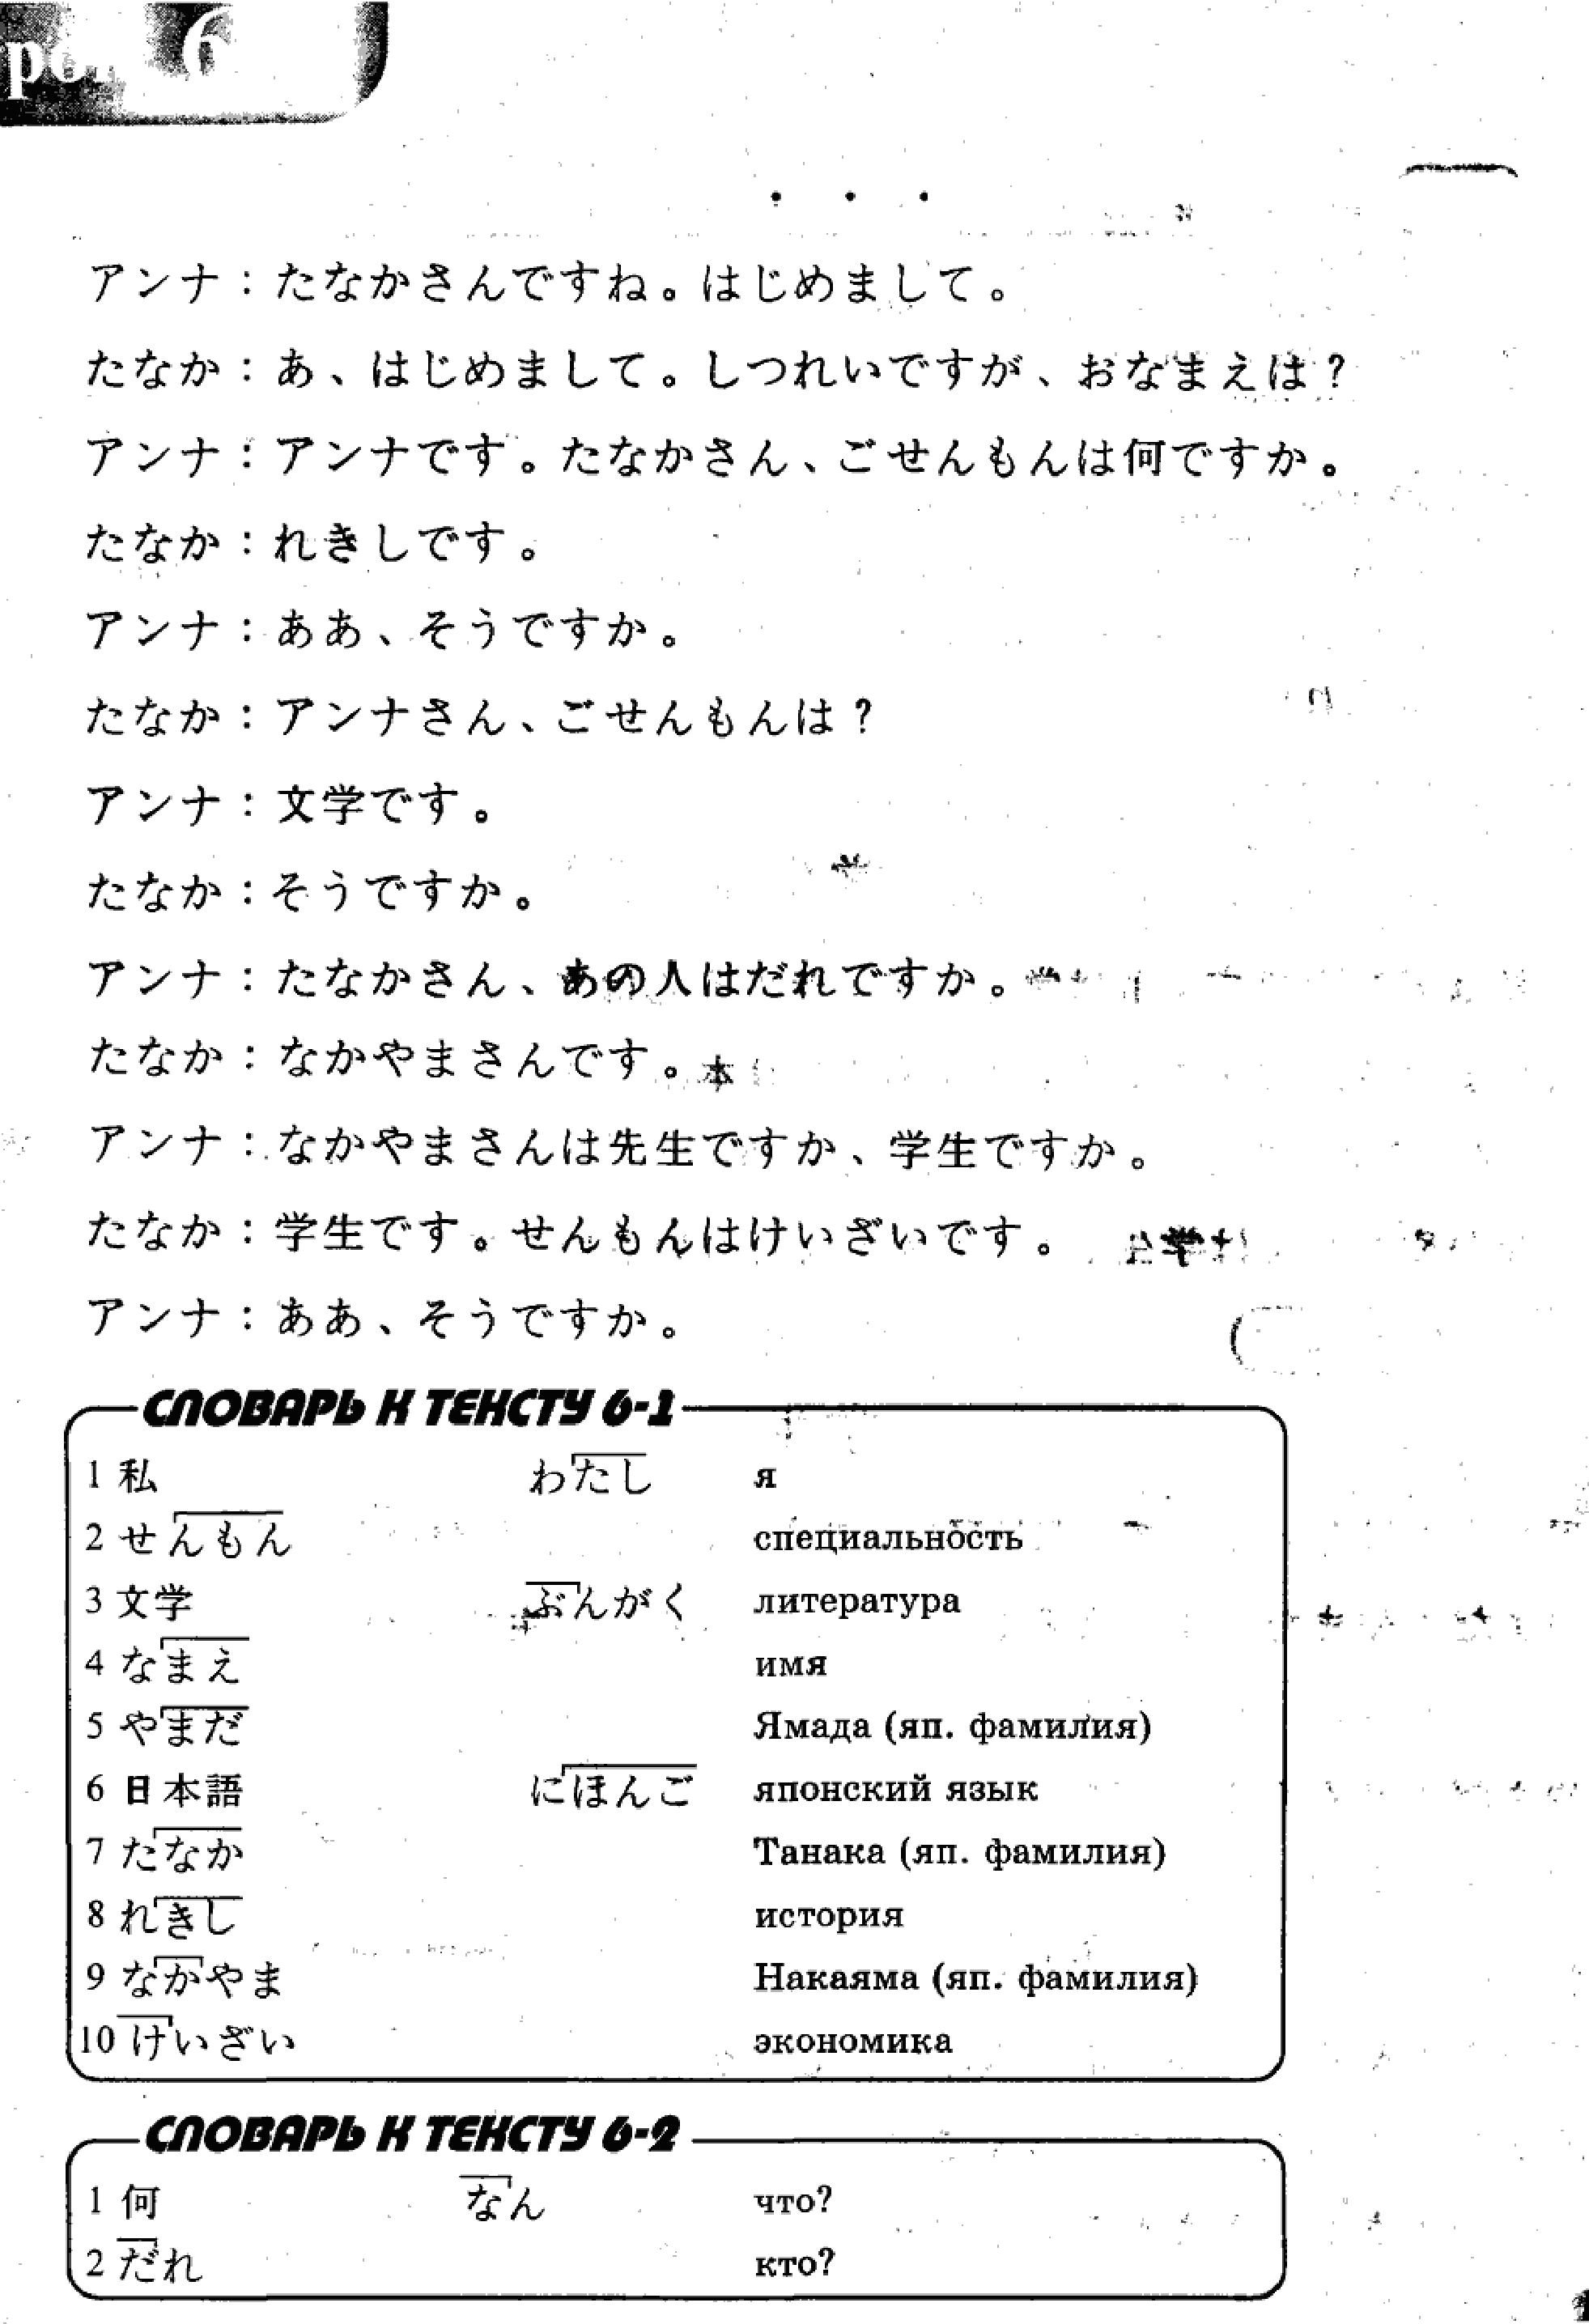 6
. . .
アンナ：たなかさんですね。はじめまして。
たなか：あ、はじめまして。しつれいですが、おなまえは？
アンナ：アンナです。たなかさん、ごせんもんは何ですか。
たなか：れきしです。
アンナ：ああ、そうですか。
たなか：アンナさん、ごせんもんは？
アンナ：文学です。
たなか：そうですか。
アンナ：たなかさん、あの人はだれですか。
たなか：なかやまさんです。
アンナ：なかやまさんは先生ですか、学生ですか。
たなか：学生です。せんもんはけいざいです。
アンナ：ああ、そうですか。
СЛОВАРЬ К ТЕКСТУ 6-1
1 私 わたし я
2 せんもん специальность
3 文学 ぶんがく литература
4 なまえ имя
5 やまだ Ямада (яп. фамилия)
6 日本語 にほんご японский язык
7 たなか Танака (яп. фамилия)
8 れきし история
9 なかやま Накаяма (яп. фамилия)
10 けいざい экономика
СЛОВАРЬ К ТЕКСТУ 6-2
1 何 なん что?
2 だれ кто?